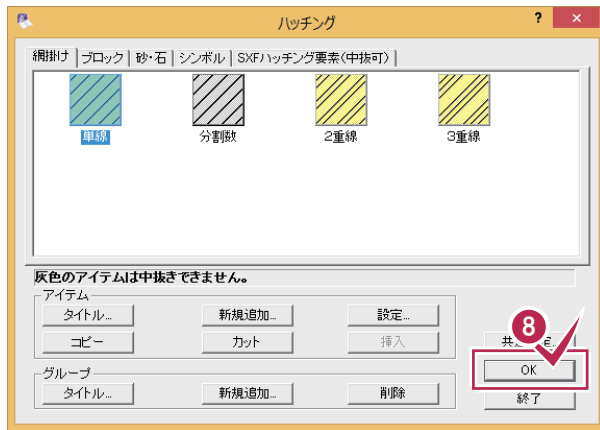 ハッチング ? ×
網掛け ブロック 砂・石 シンボル SXFハッチング要素(中抜可)
単線 分割数 2重線 3重線
灰色のアイテムは中抜きできません。
アイテム
タイトル... 新規追加... 設定...
コピー カット 挿入
8
グループ
タイトル... 新規追加... 削除
OK
終了